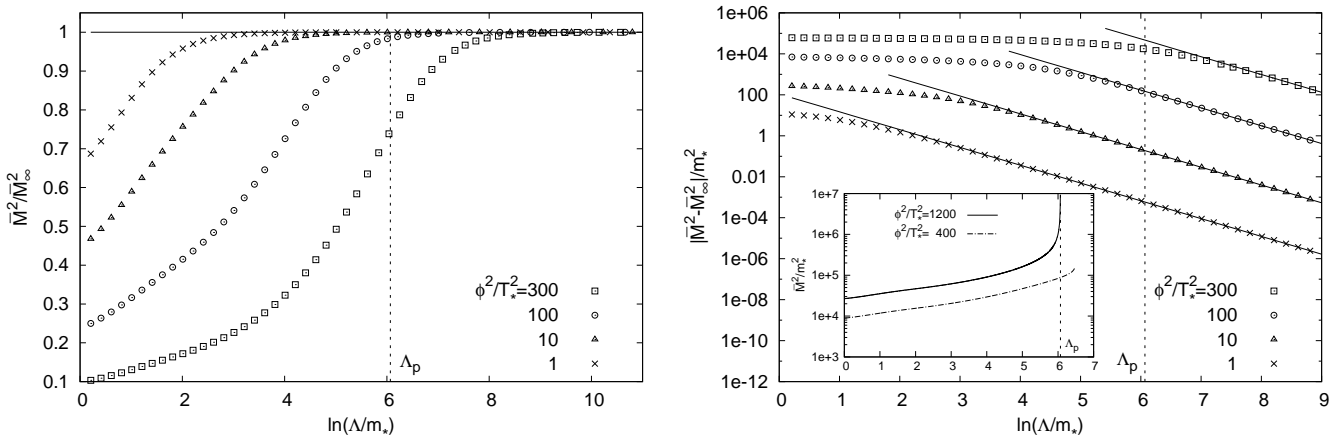 M̄²/M̄²∞
1
0.9
0.8
0.7
0.6
0.5
0.4
0.3
0.2
0.1
ϕ²/T⋆²=300
100
10
1
Λp
0 2 4 6 8 10
ln(Λ/m⋆)
|M̄²-M̄²∞|/m⋆²
1e+06
1e+04
100
1
0.01
1e-04
1e-06
1e-08
1e-10
1e-12
1e+7
1e+6
1e+5
1e+4
1e+3
M̄²/m⋆²
ϕ²/T⋆²=1200
ϕ²/T⋆²= 400
Λp
0 1 2 3 4 5 6 7
ϕ²/T⋆²=300
100
10
1
Λp
0 1 2 3 4 5 6 7 8 9
ln(Λ/m⋆)